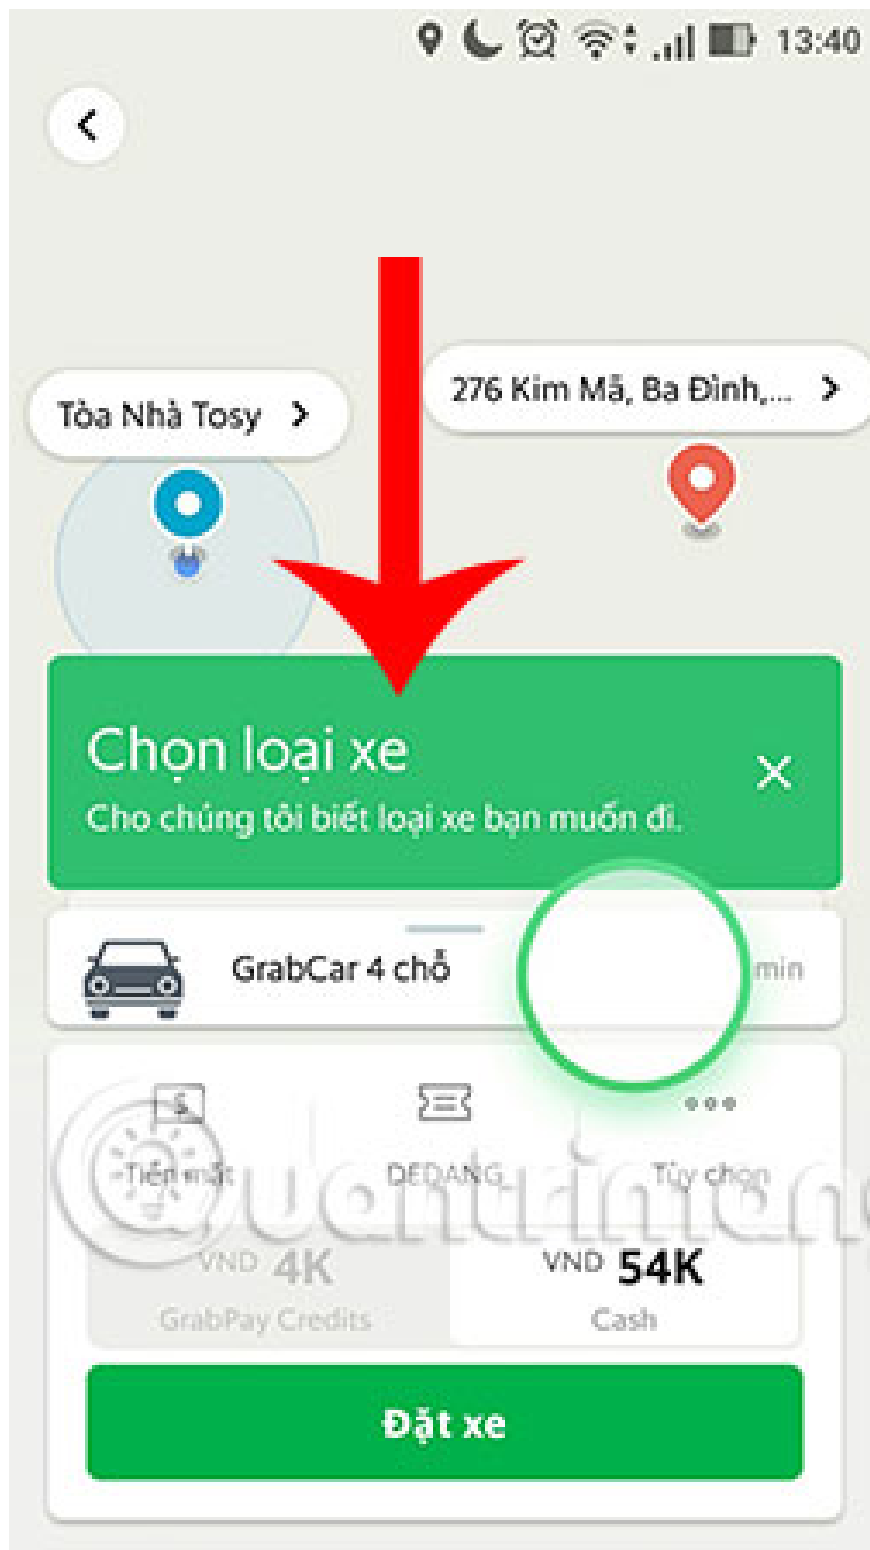 13:40
Tòa Nhà Tosy
276 Kim Mã, Ba Đình,...
Chọn loại xe
Cho chúng tôi biết loại xe bạn muốn đi.
GrabCar 4 chỗ
min
Tiền mặt
DEDANG
Tùy chọn
Quantrimang
VND 4K
VND 54K
GrabPay Credits
Cash
Đặt xe